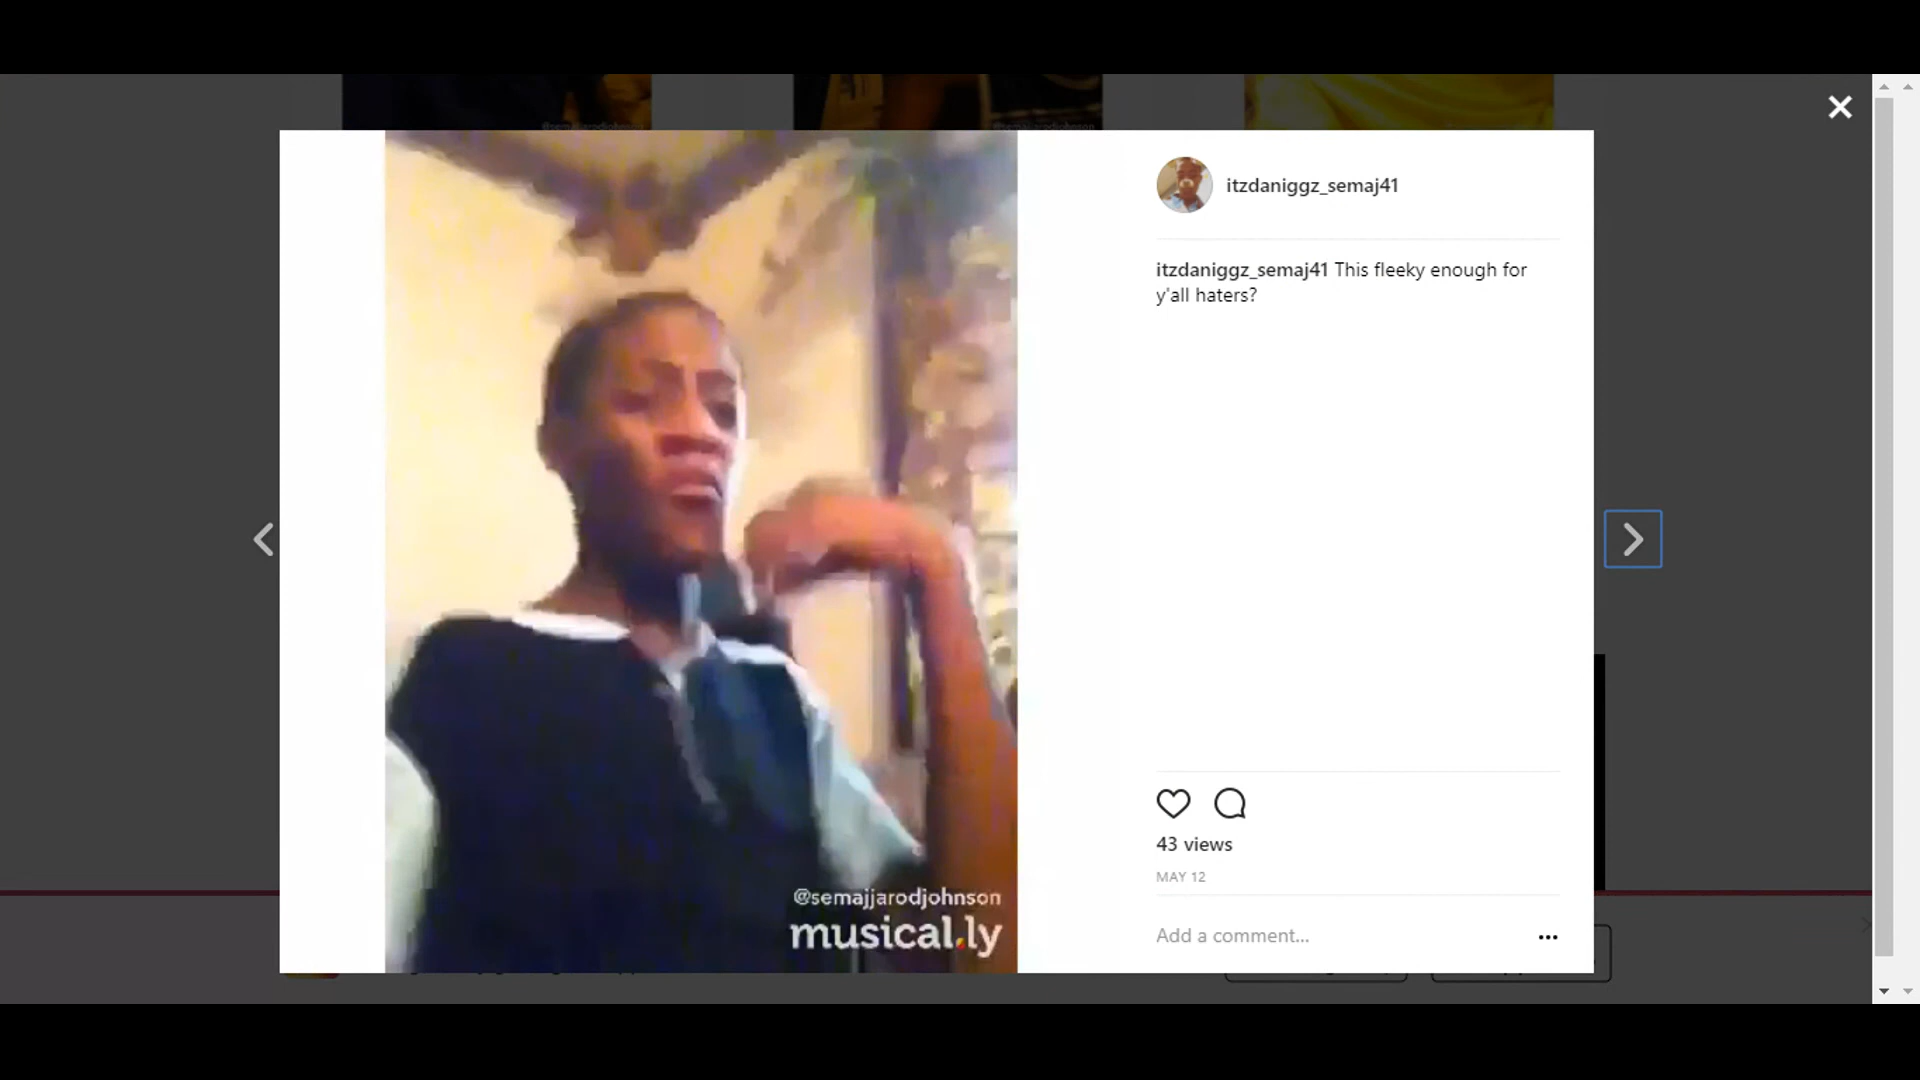 itzdaniggz_semaj41
itzdaniggz_semaj41 This fleeky enough for
y'all haters?
43 views
MAY 12
Add a comment...
@semajjarodjohnson
musical.ly